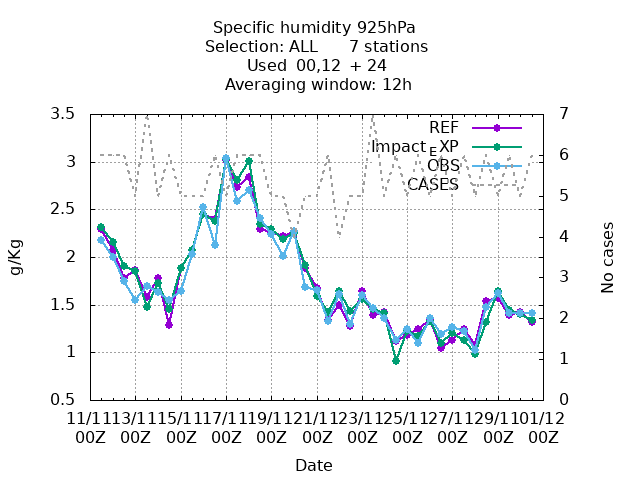 Specific humidity 925hPa
Selection: ALL 7 stations
Used 00,12 + 24
Averaging window: 12h
3.5
3
2.5
2
1.5
1
0.5
7
6
5
4
3
2
1
0
g/Kg
No cases
REF
Impact_EXP
OBS
CASES
11/11 13/11 15/11 17/11 19/11 21/11 23/11 25/11 27/11 29/11 01/12
00Z 00Z 00Z 00Z 00Z 00Z 00Z 00Z 00Z 00Z 00Z
Date